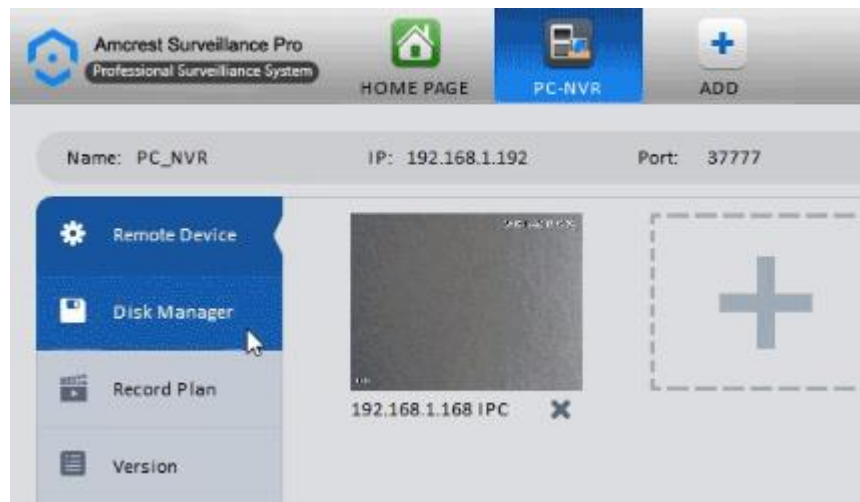 Amcrest Surveillance Pro
Professional Surveillance System
HOME PAGE
PC-NVR
ADD
Name: PC_NVR
IP: 192.168.1.192
Port: 37777
Remote Device
Disk Manager
Record Plan
Version
192.168.1.168 IPC